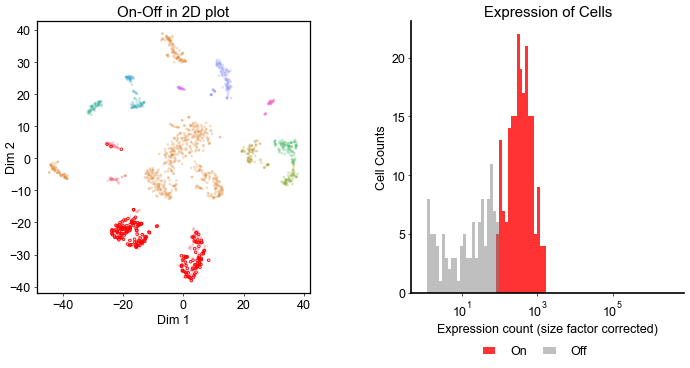 On-Off in 2D plot
Dim 2
40
30
20
10
0
−10
−20
−30
−40
−40
−20
0
20
40
Dim 1
Expression of Cells
Cell Counts
20
15
10
5
0
10^1
10^3
10^5
Expression count (size factor corrected)
On
Off